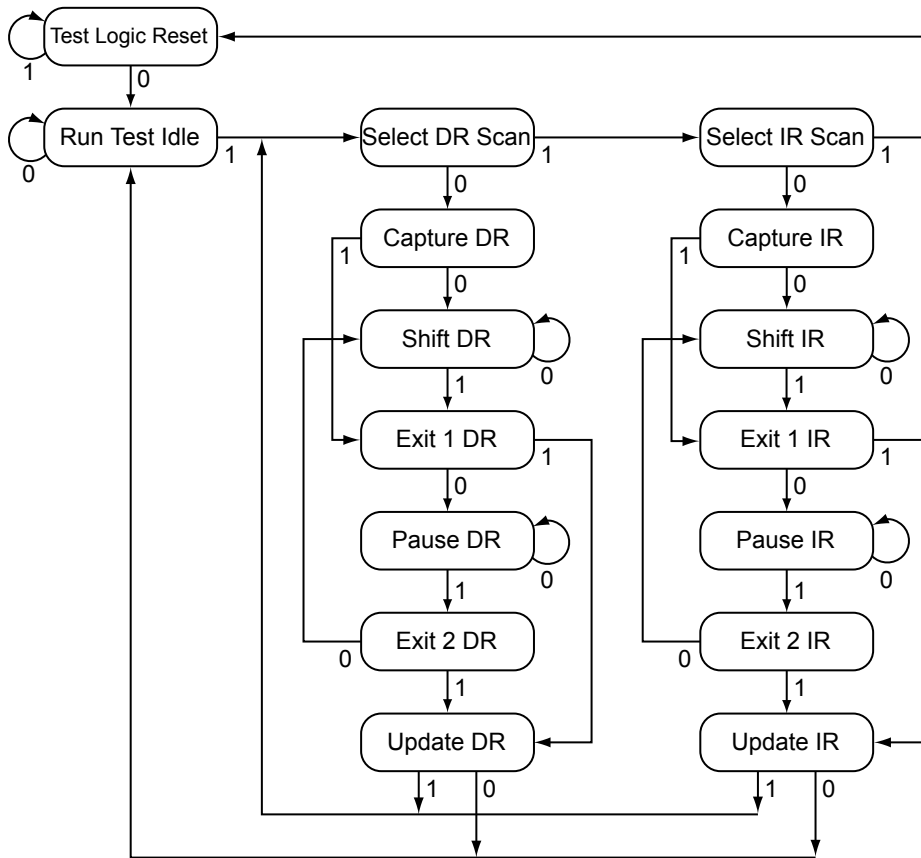 Test Logic Reset
1
0
Run Test Idle
0
1
Select DR Scan
1
Select IR Scan
1
0
0
Capture DR
Capture IR
1
0
1
0
Shift DR
Shift IR
0
0
1
1
Exit 1 DR
Exit 1 IR
1
1
0
0
Pause DR
Pause IR
0
0
1
1
Exit 2 DR
Exit 2 IR
0
0
1
1
Update DR
Update IR
1
0
1
0